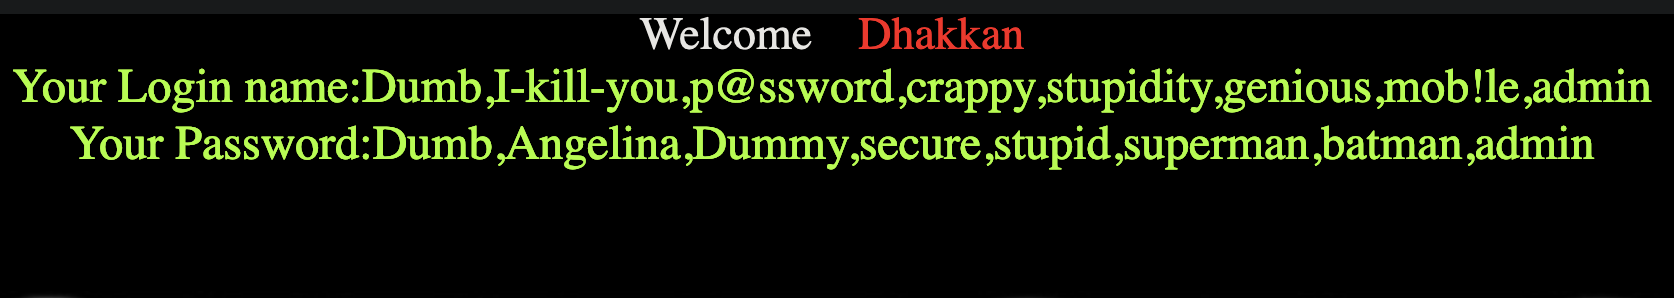 Welcome Dhakkan
Your Login name:Dumb,I-kill-you,p@ssword,crappy,stupidity,genious,mob!le,admin
Your Password:Dumb,Angelina,Dummy,secure,stupid,superman,batman,admin